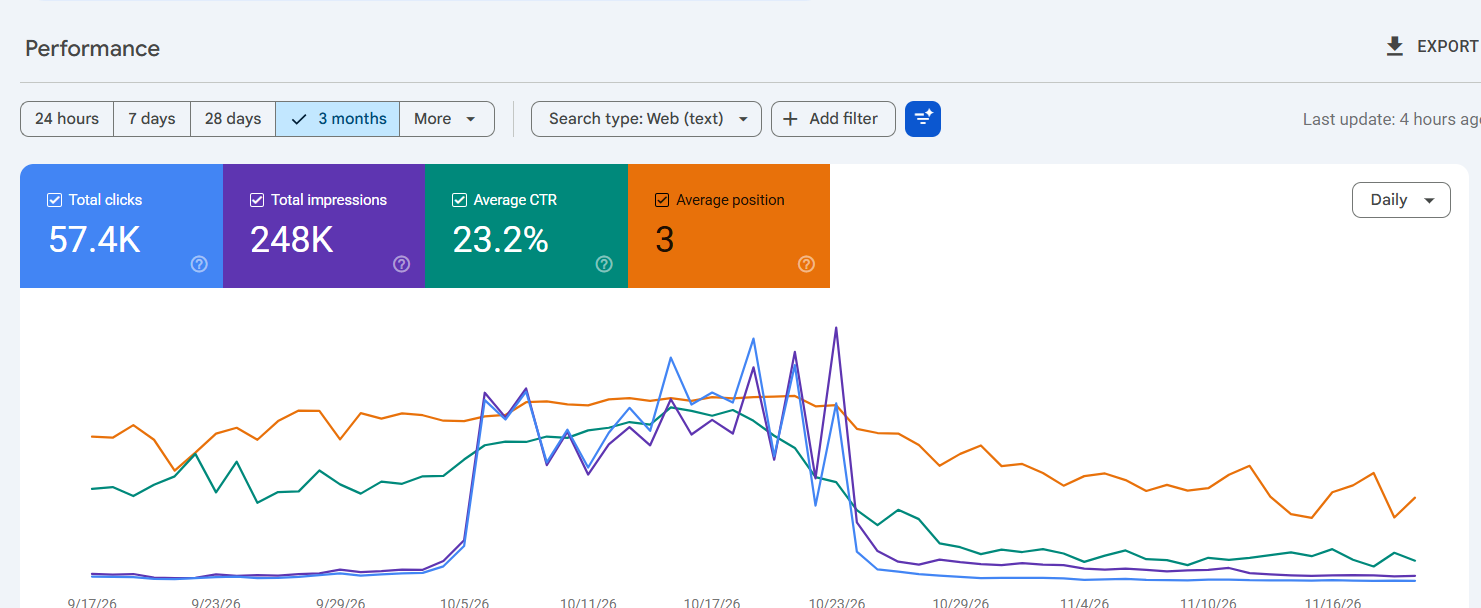 Performance
EXPORT
24 hours 7 days 28 days 3 months More
Search type: Web (text) Add filter
Last update: 4 hours ag
Total clicks
57.4K
Total impressions
248K
Average CTR
23.2%
Average position
3
Daily
9/17/26 9/23/26 9/29/26 10/5/26 10/11/26 10/17/26 10/23/26 10/29/26 11/4/26 11/10/26 11/16/26